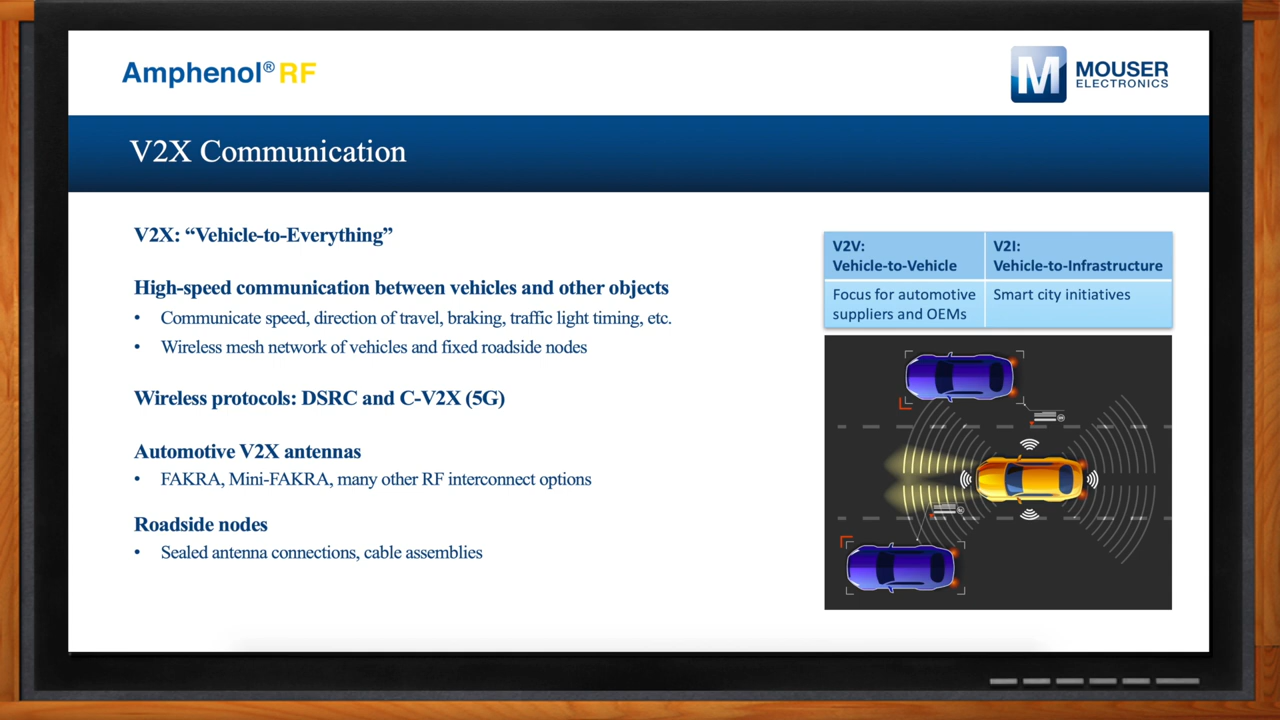 Amphenol® RF
M MOUSER
ELECTRONICS
V2X Communication
V2X: “Vehicle-to-Everything”
High-speed communication between vehicles and other objects
• Communicate speed, direction of travel, braking, traffic light timing, etc.
• Wireless mesh network of vehicles and fixed roadside nodes
Wireless protocols: DSRC and C-V2X (5G)
Automotive V2X antennas
• FAKRA, Mini-FAKRA, many other RF interconnect options
Roadside nodes
• Sealed antenna connections, cable assemblies
V2V:
Vehicle-to-Vehicle
V2I:
Vehicle-to-Infrastructure
Focus for automotive
suppliers and OEMs
Smart city initiatives